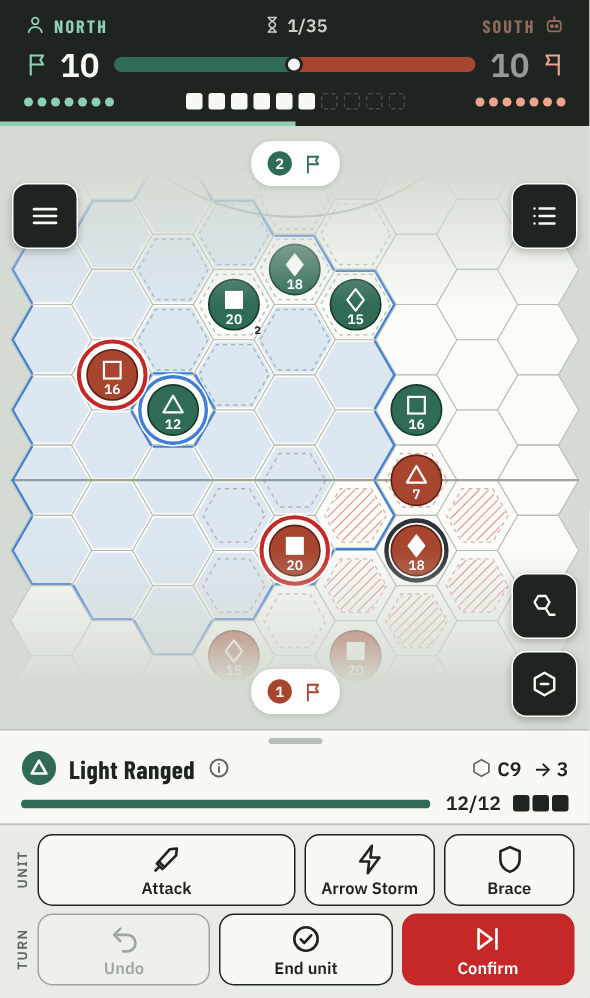 NORTH
1/35
SOUTH
10
10
2
18
20
2
15
16
12
16
7
20
18
15
20
1
Light Ranged
C9 → 3
12/12
UNIT
Attack
Arrow Storm
Brace
TURN
Undo
End unit
Confirm